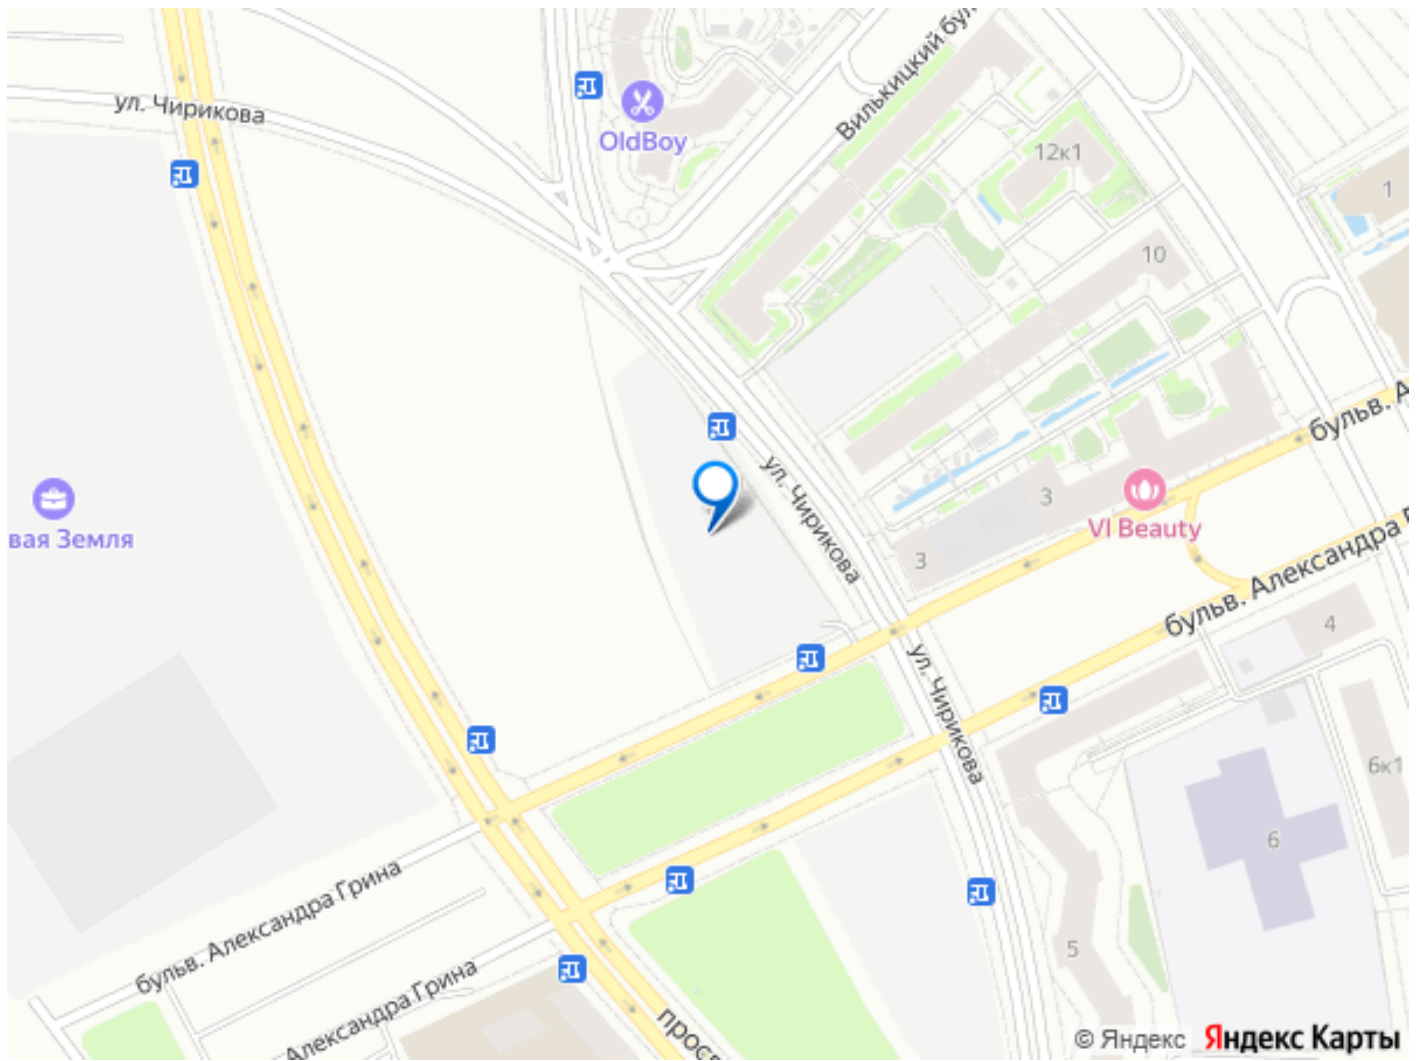 ул. Чирикова
OldBoy
Вилькицкий бул
12к1
1
10
бульв. А
ул. Чирикова
3
VI Beauty
вая Земля
3
бульв. Александра Г
4
ул. Чирикова
6к1
6
бульв. Александра Грина
5
Александра Грина
просп
© Яндекс Яндекс Карты